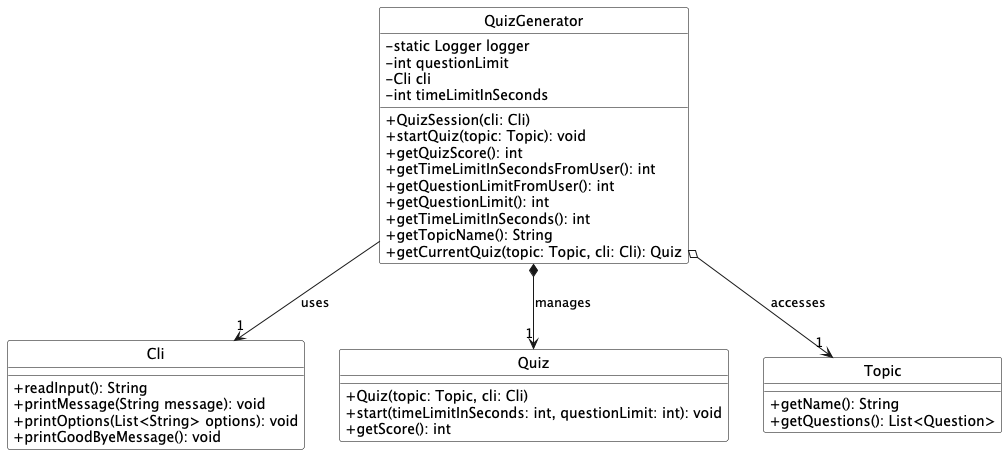 QuizGenerator
-static Logger logger
-int questionLimit
-Cli cli
-int timeLimitInSeconds
+QuizSession(cli: Cli)
+startQuiz(topic: Topic): void
+getQuizScore(): int
+getTimeLimitInSecondsFromUser(): int
+getQuestionLimitFromUser(): int
+getQuestionLimit(): int
+getTimeLimitInSeconds(): int
+getTopicName(): String
+getCurrentQuiz(topic: Topic, cli: Cli): Quiz
uses
manages
accesses
1
1
1
Cli
+readInput(): String
+printMessage(String message): void
+printOptions(List<String> options): void
+printGoodByeMessage(): void
Quiz
+Quiz(topic: Topic, cli: Cli)
+start(timeLimitInSeconds: int, questionLimit: int): void
+getScore(): int
Topic
+getName(): String
+getQuestions(): List<Question>